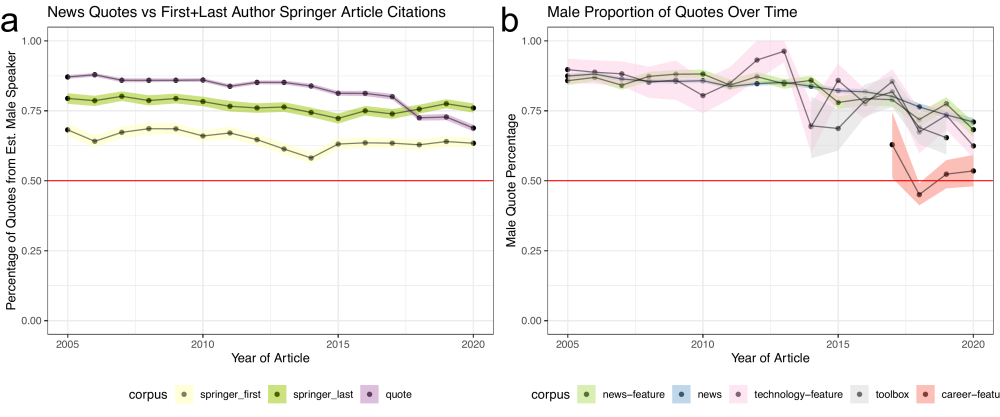 a
News Quotes vs First+Last Author Springer Article Citations
Percentage of Quotes from Est. Male Speaker
1.00
0.75
0.50
0.25
0.00
2005
2010
2015
2020
Year of Article
corpus
springer_first
springer_last
quote
b
Male Proportion of Quotes Over Time
Male Quote Percentage
1.00
0.75
0.50
0.25
0.00
2005
2010
2015
2020
Year of Article
corpus
news-feature
news
technology-feature
toolbox
career-featu